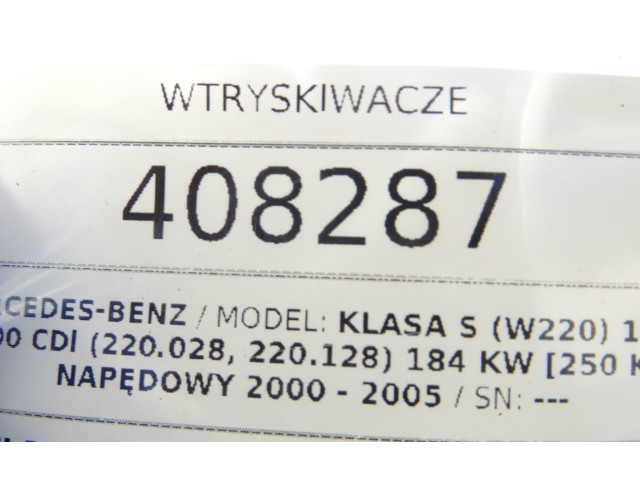 WTRYSKIWACZE
408287
CEDES-BENZ / MODEL: KLASA S (W220) 1
00 CDI (220.028, 220.128) 184 KW [250 K
NAPĘDOWY 2000 - 2005 / SN: ---